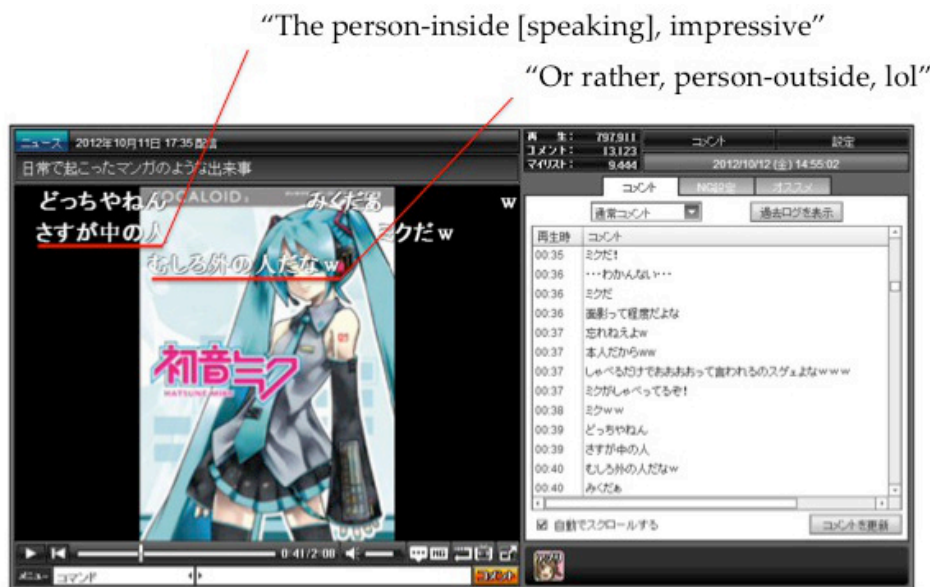 “The person-inside [speaking], impressive”
“Or rather, person-outside, lol”
ニュース 2012年10月11日 17:35 配信
日常で起こったマンガのような出来事
再 生: 797,911
コメント: 13,123
マイリスト: 9,444
コメント 設定
2012/10/12 (金) 14:55:02
どっちやねん
みくだぁ
w
さすが中の人
ミクだw
むしろ外の人だなw
VOCALOID
初音ミク
HATSUNE MIKU
01
コメント NG設定 オススメ
通常コメント 過去ログを表示
再生時 コメント
00:35 ミクだ!
00:36 …わかんない…
00:36 ミクだ
00:36 面影って程度だよな
00:37 忘れねえよw
00:37 本人だからww
00:37 しゃべるだけでおおおおって言われるのスゲェよなwww
00:37 ミクがしゃべってるぞ!
00:38 ミクww
00:39 どっちやねん
00:39 さすが中の人
00:40 むしろ外の人だなw
00:40 みくだぁ
自動でスクロールする コメントを更新
0:41/2:00
メニュー コマンド コメント